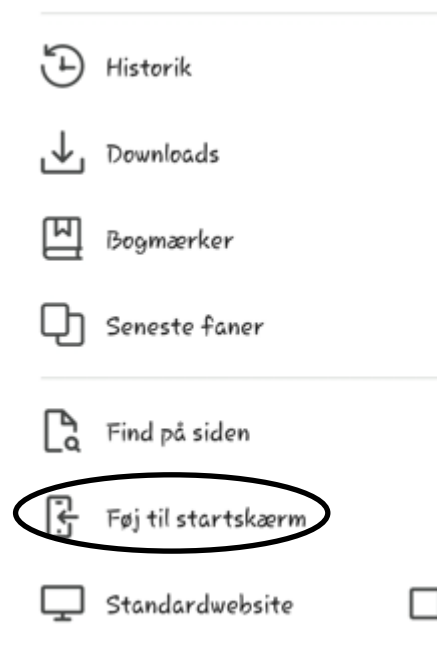 Historik
Downloads
Bogmærker
Seneste faner
Find på siden
Føj til startskærm
Standardwebsite